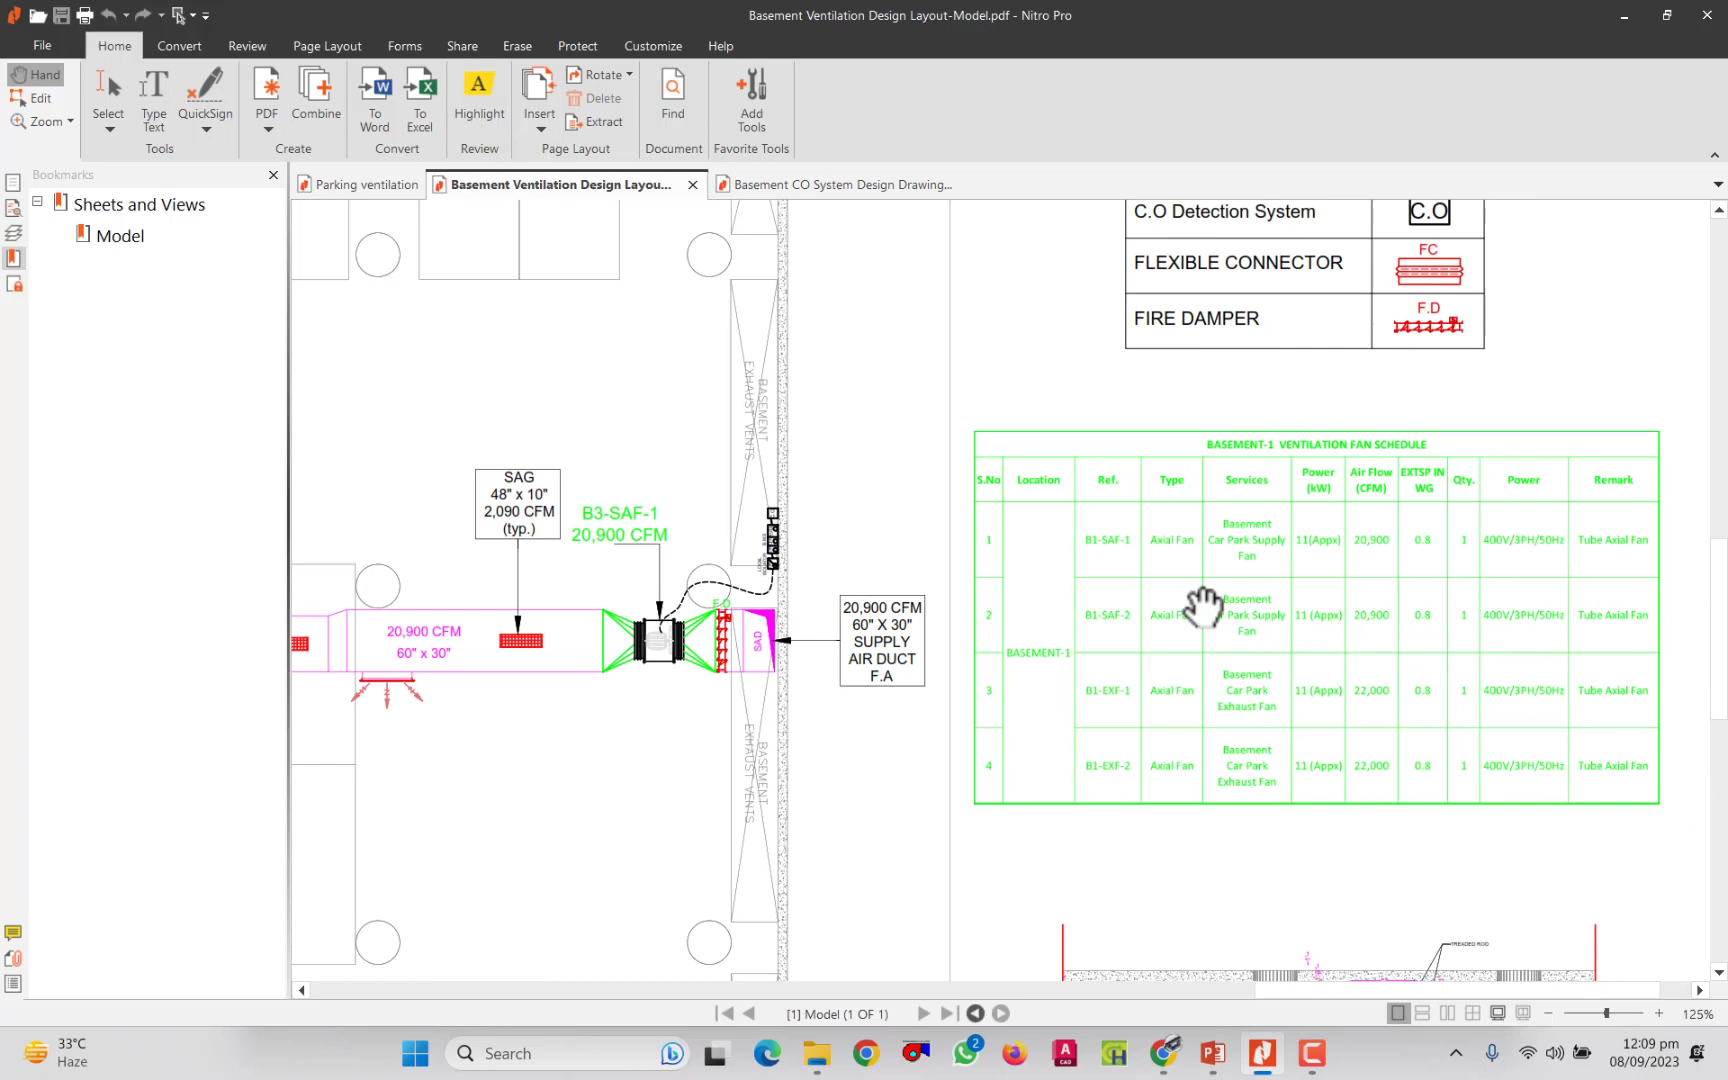 Basement Ventilation Design Layout-Model.pdf - Nitro Pro
File
Home
Convert
Review
Page Layout
Forms
Share
Erase
Protect
Customize
Help
Hand
Edit
Zoom
Select
Type
Text
QuickSign
Tools
PDF
Combine
Create
To
Word
To
Excel
Convert
Highlight
Review
Insert
Rotate
Delete
Extract
Page Layout
Find
Document
Add
Tools
Favorite Tools
Bookmarks
Sheets and Views
Model
Parking ventilation
Basement Ventilation Design Layou...
Basement CO System Design Drawing...
C.O Detection System
C.O
FLEXIBLE CONNECTOR
FC
FIRE DAMPER
F.D
BASEMENT
EXHAUST VENTS
SAG
48" x 10"
2,090 CFM
(typ.)
B3-SAF-1
20,900 CFM
F.D
20,900 CFM
60" x 30"
SAD
20,900 CFM
60" X 30"
SUPPLY
AIR DUCT
F.A
BASEMENT
EXHAUST VENTS
BASEMENT-1 VENTILATION FAN SCHEDULE
S.No Location Ref. Type Services Power (kW) Air Flow (CFM) EXTSP IN WG Qty. Power Remark
1 B1-SAF-1 Axial Fan Basement Car Park Supply Fan 11(Appx) 20,900 0.8 1 400V/3PH/50Hz Tube Axial Fan
2 B1-SAF-2 Axial Basement Park Supply Fan 11 (Appx) 20,900 0.8 1 400V/3PH/50Hz Tube Axial Fan
BASEMENT-1
3 B1-EXF-1 Axial Fan Basement Car Park Exhaust Fan 11 (Appx) 22,000 0.8 1 400V/3PH/50Hz Tube Axial Fan
4 B1-EXF-2 Axial Fan Basement Car Park Exhaust Fan 11 (Appx) 22,000 0.8 1 400V/3PH/50Hz Tube Axial Fan
TREADED ROD
[1] Model (1 OF 1)
125%
33°C
Haze
Search
2
12:09 pm
08/09/2023